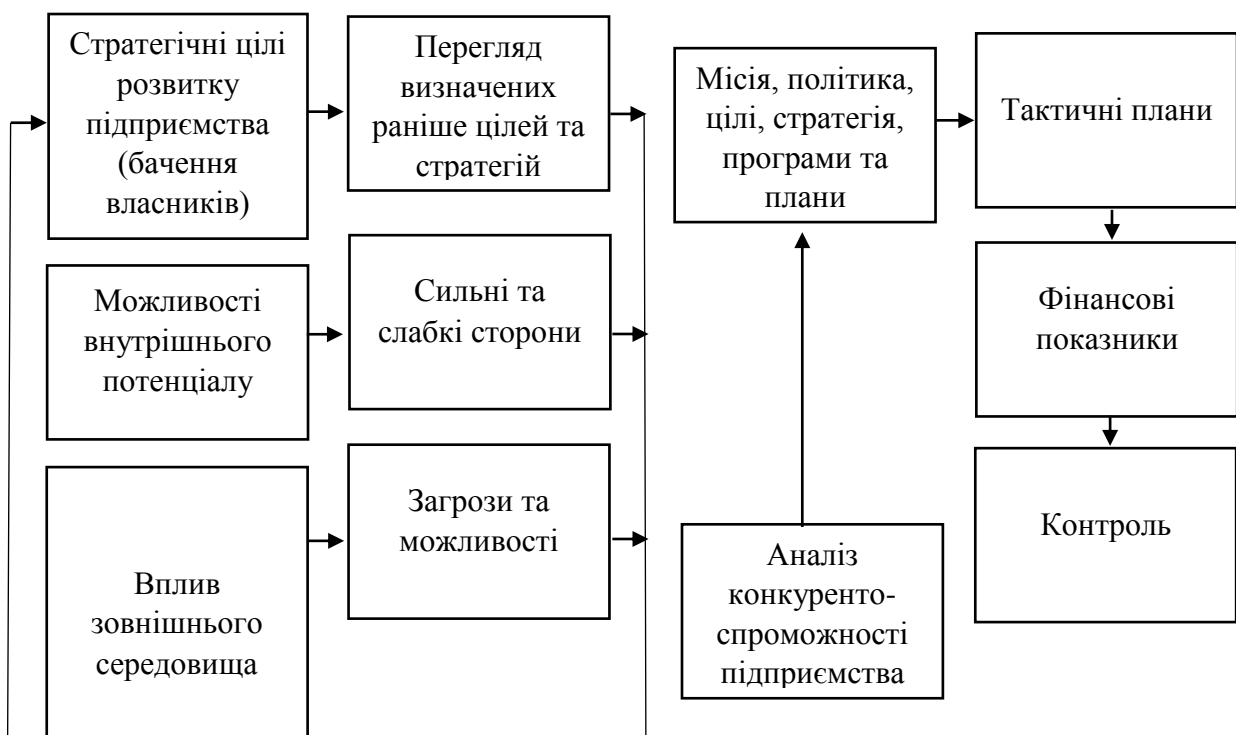 Стратегічні цілі
розвитку
підприємства
(бачення
власників)
Перегляд
визначених
раніше цілей та
стратегій
Місія, політика,
цілі, стратегія,
програми та
плани
Тактичні плани
Можливості
внутрішнього
потенціалу
Сильні та
слабкі сторони
Фінансові
показники
Вплив
зовнішнього
середовища
Загрози та
можливості
Аналіз
конкуренто-
спроможності
підприємства
Контроль